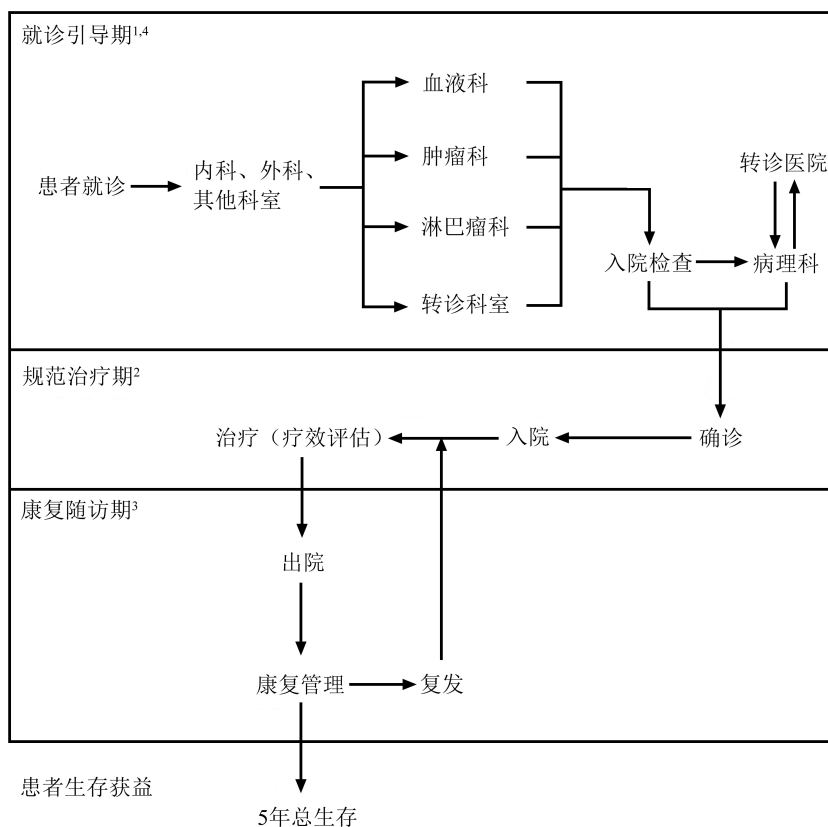 就诊引导期1,4
血液科
肿瘤科
淋巴瘤科
转诊科室
患者就诊
内科、外科、
其他科室
转诊医院
入院检查
病理科
规范治疗期2
治疗（疗效评估）
入院
确诊
康复随访期3
出院
康复管理
复发
患者生存获益
5年总生存